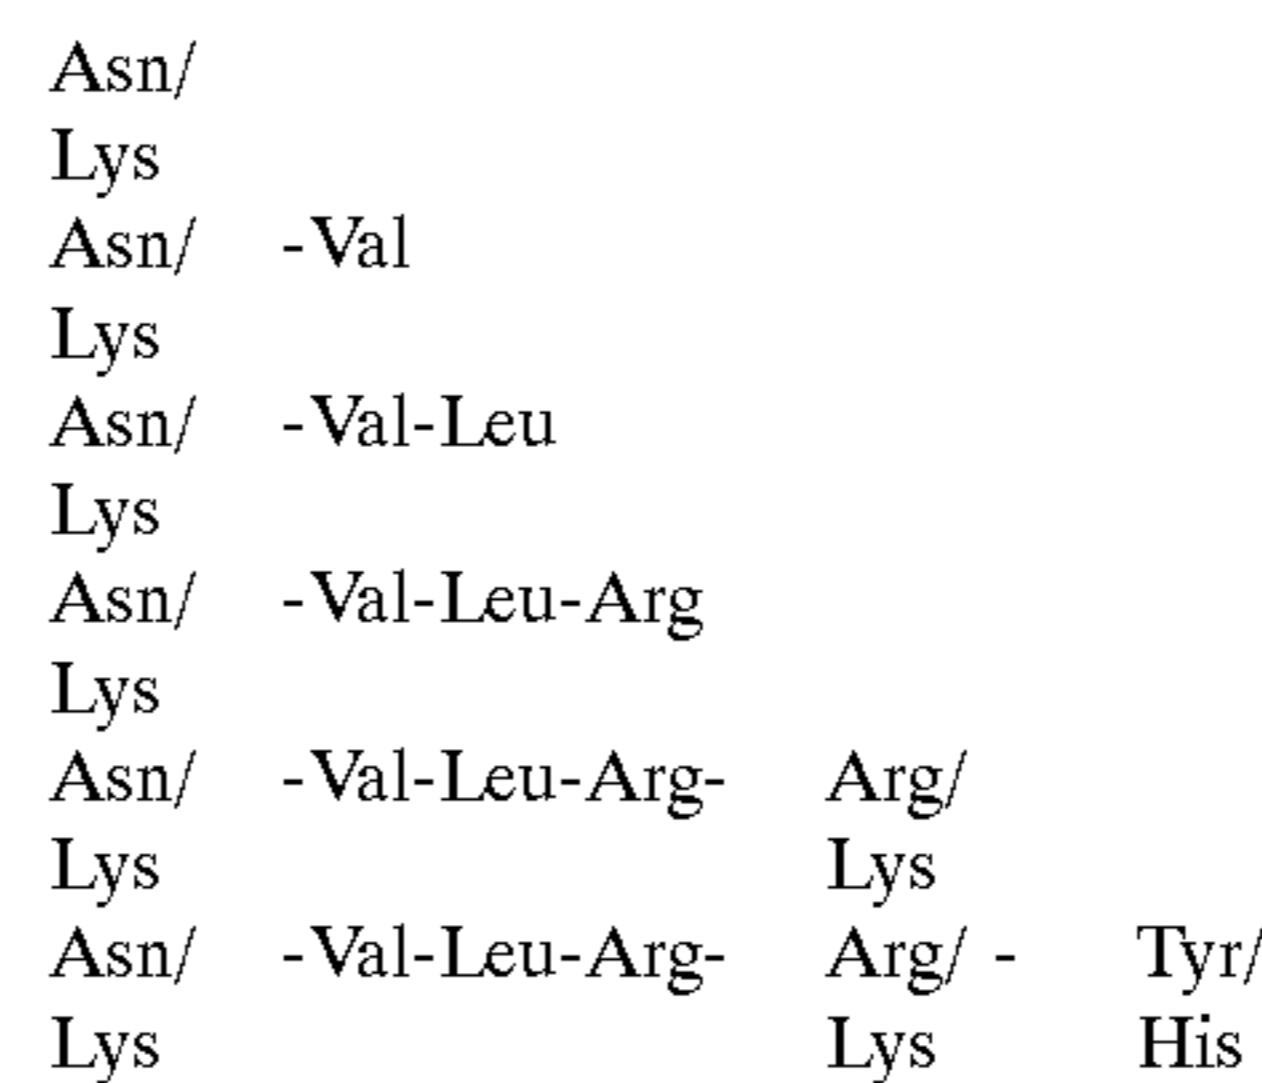 Asn/
Lys
Asn/ -Val
Lys
Asn/ -Val-Leu
Lys
Asn/ -Val-Leu-Arg
Lys
Asn/ -Val-Leu-Arg- Arg/
Lys Lys
Asn/ -Val-Leu-Arg- Arg/ - Tyr/
Lys Lys His